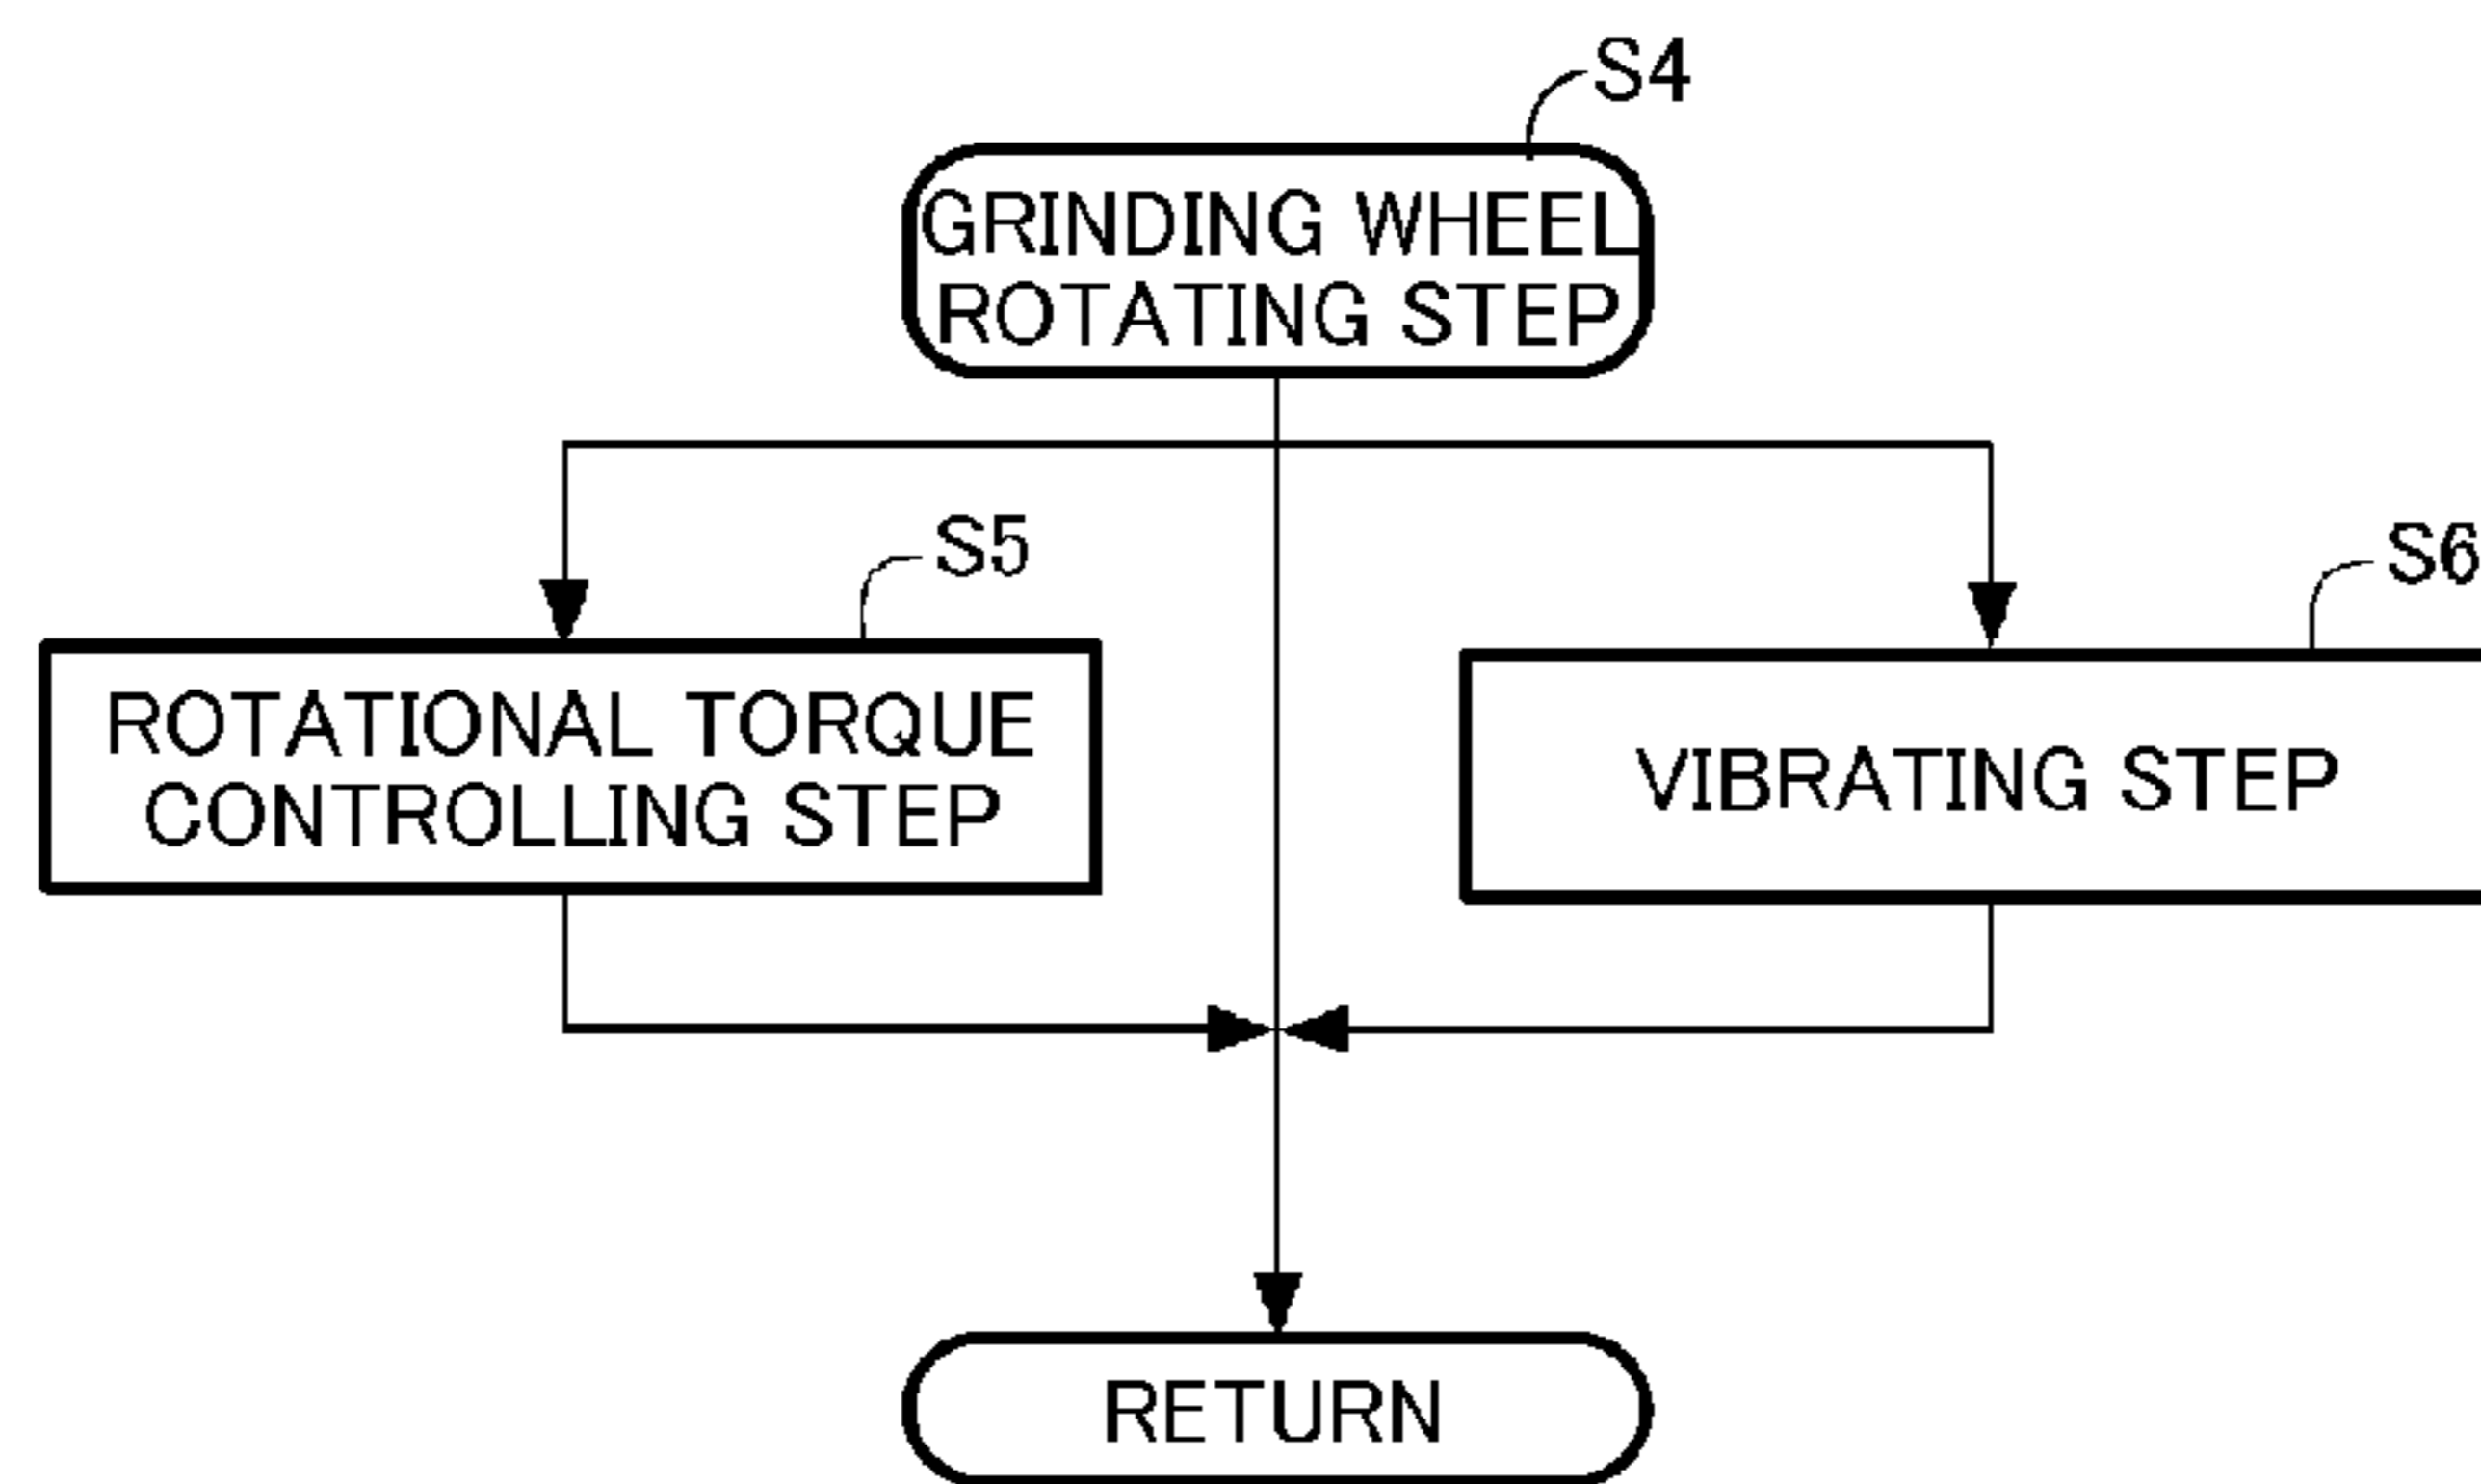 S4
GRINDING WHEEL
ROTATING STEP
S5
S6
ROTATIONAL TORQUE
CONTROLLING STEP
VIBRATING STEP
RETURN